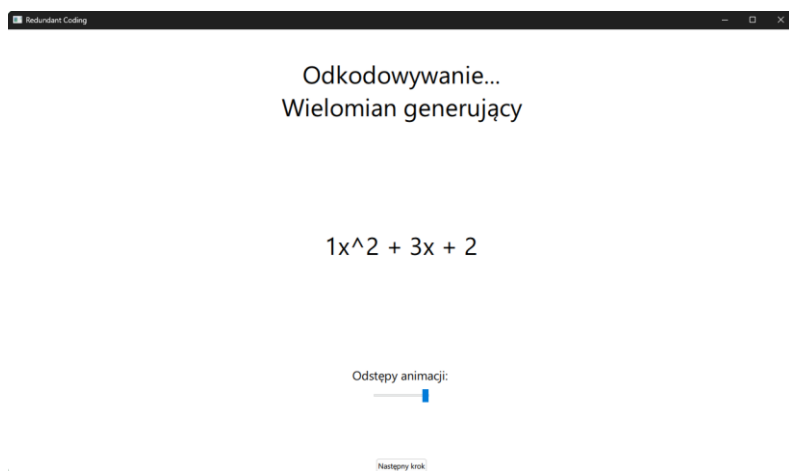 Redundant Coding
Odkodowywanie...
Wielomian generujący
1x^2 + 3x + 2
Odstępy animacji:
Następny krok